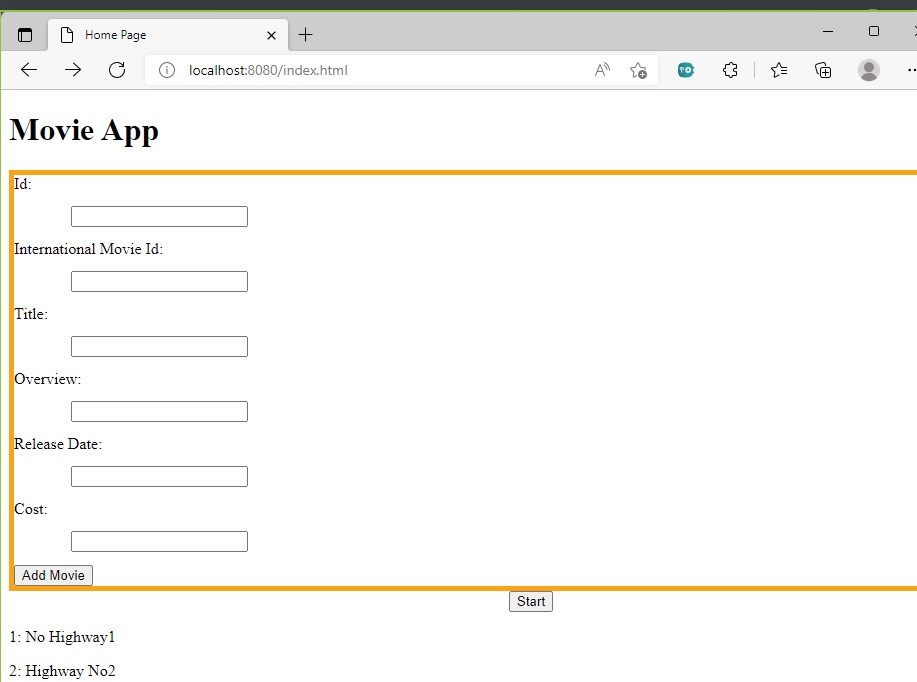 Home Page
localhost:8080/index.html
Movie App
Id:
International Movie Id:
Title:
Overview:
Release Date:
Cost:
Add Movie
Start
1: No Highway1
2: Highway No2